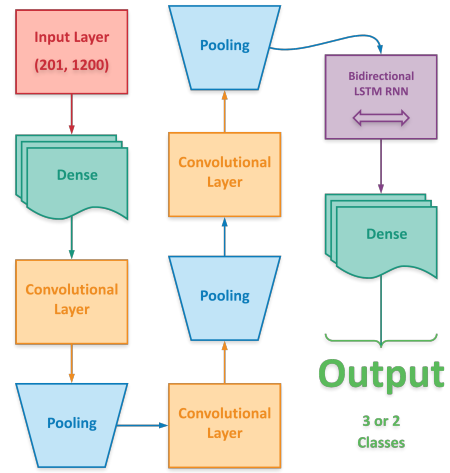 Input Layer
(201, 1200)
Dense
Convolutional
Layer
Pooling
Convolutional
Layer
Pooling
Convolutional
Layer
Pooling
Bidirectional
LSTM RNN
Dense
Output
3 or 2
Classes